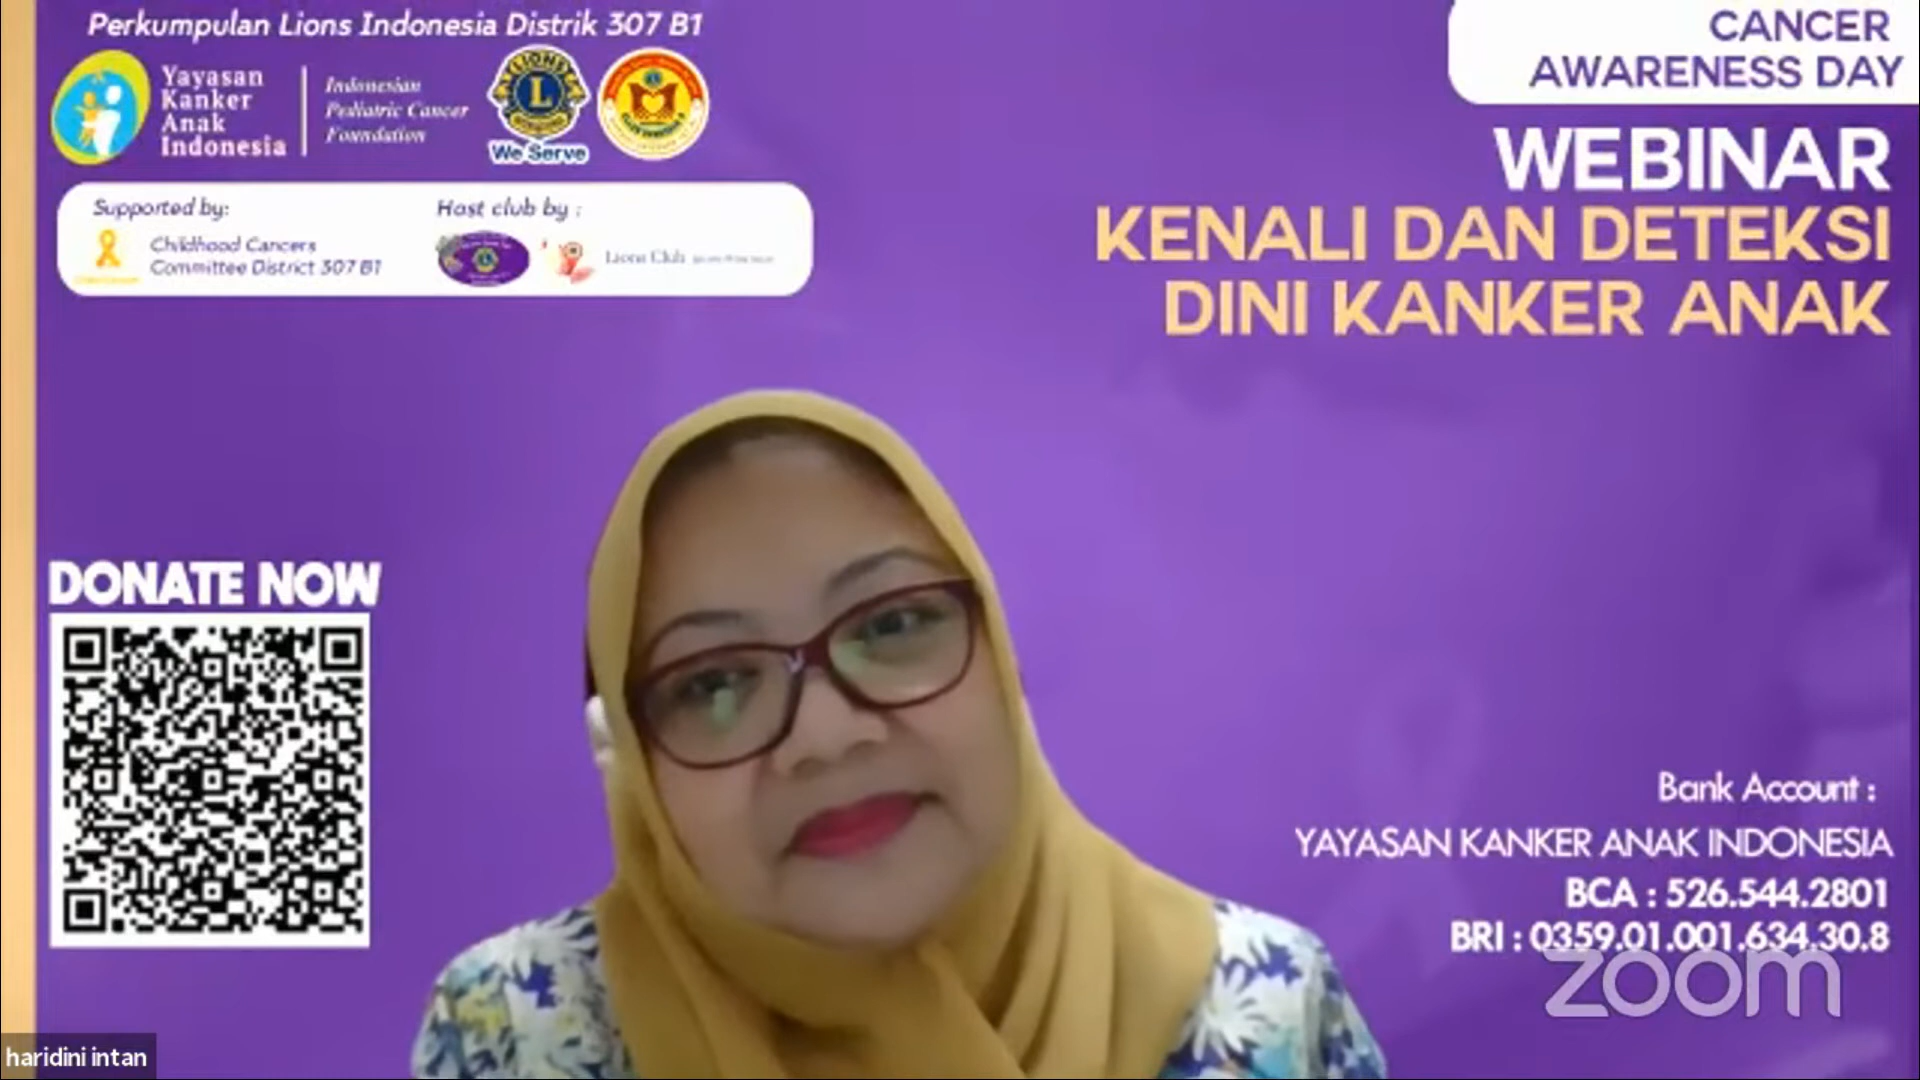 Perkumpulan Lions Indonesia Distrik 307 B1
Yayasan
Kanker
Anak
Indonesia
Indonesian
Pediatric Cancer
Foundation
LIONS
L
We Serve
Supported by:
Childhood Cancers
Committee District 307 B1
Host club by :
Lions Club
CANCER
AWARENESS DAY
WEBINAR
KENALI DAN DETEKSI
DINI KANKER ANAK
DONATE NOW
Bank Account :
YAYASAN KANKER ANAK INDONESIA
BCA : 526.544.2801
BRI : 0359.01.001.634.30.8
zoom
haridini intan